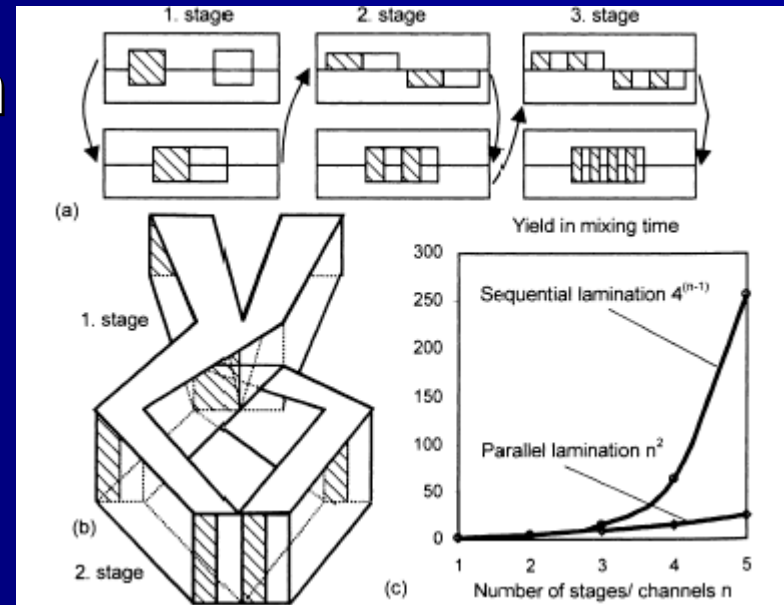 1. stage 2. stage 3. stage
(a)
1. stage
(b)
2. stage
Yield in mixing time
300
Sequential lamination 4^(n-1)
250
200
150
100
Parallel lamination n²
50
0
1 2 3 4 5
(c) Number of stages/ channels n